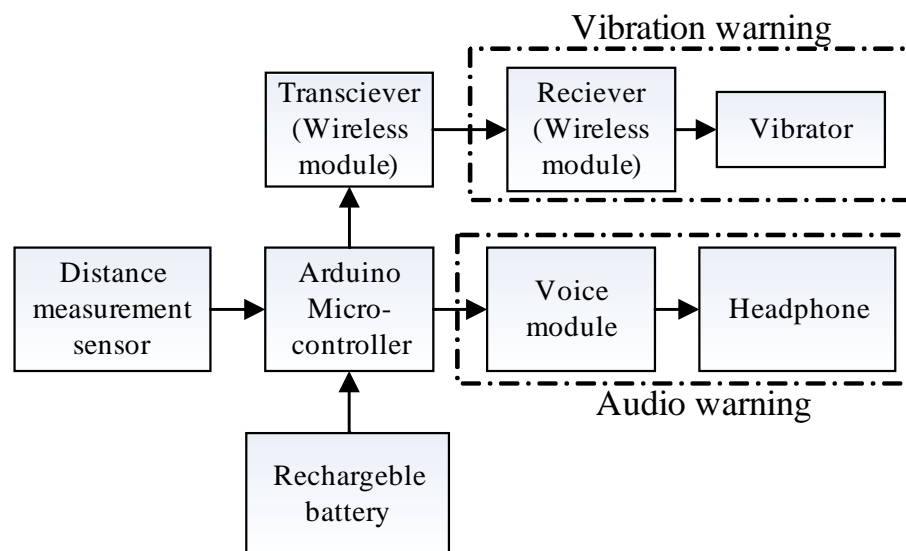 Vibration warning
Transciever
(Wireless
module)
Reciever
(Wireless
module)
Vibrator
Distance
measurement
sensor
Arduino
Micro-
controller
Voice
module
Headphone
Audio warning
Rechargeble
battery